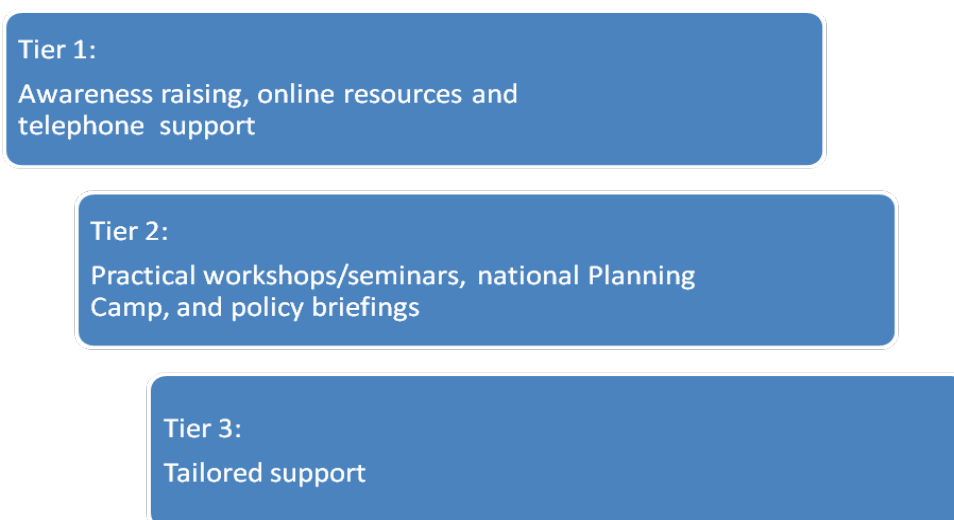 Tier 1:
Awareness raising, online resources and
telephone support
Tier 2:
Practical workshops/seminars, national Planning
Camp, and policy briefings
Tier 3:
Tailored support